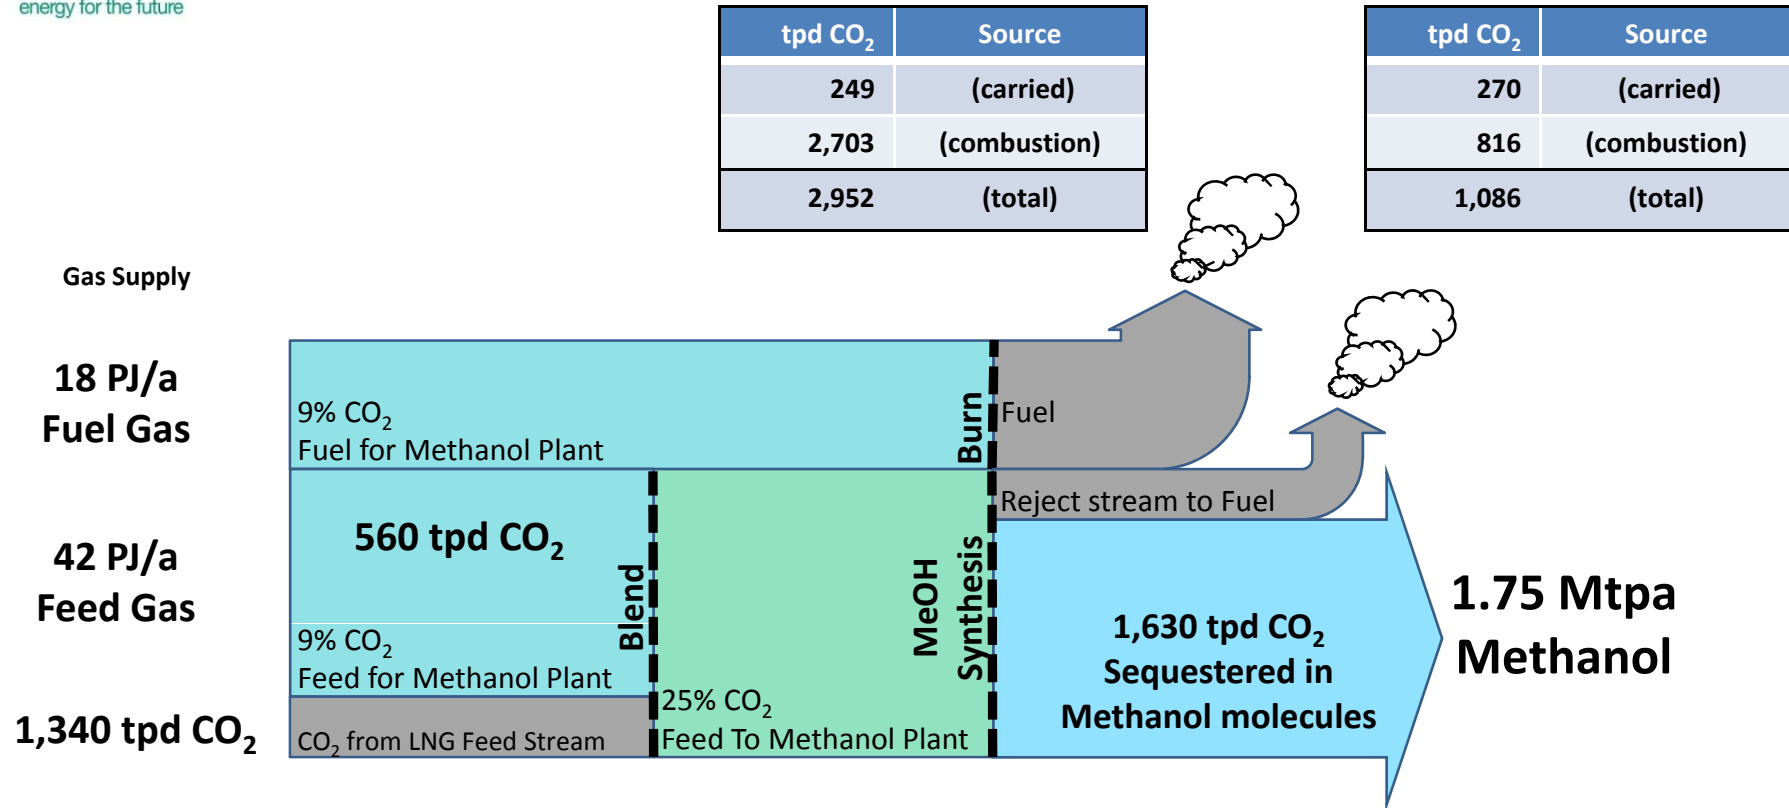 energy for the future
tpd CO₂ Source
249 (carried)
2,703 (combustion)
2,952 (total)
tpd CO₂ Source
270 (carried)
816 (combustion)
1,086 (total)
Gas Supply
18 PJ/a
Fuel Gas
9% CO₂
Fuel for Methanol Plant
Burn
Fuel
42 PJ/a
Feed Gas
560 tpd CO₂
9% CO₂
Feed for Methanol Plant
Blend
MeOH
Synthesis
Reject stream to Fuel
1,340 tpd CO₂
CO₂ from LNG Feed Stream
25% CO₂
Feed To Methanol Plant
1,630 tpd CO₂
Sequestered in
Methanol molecules
1.75 Mtpa
Methanol